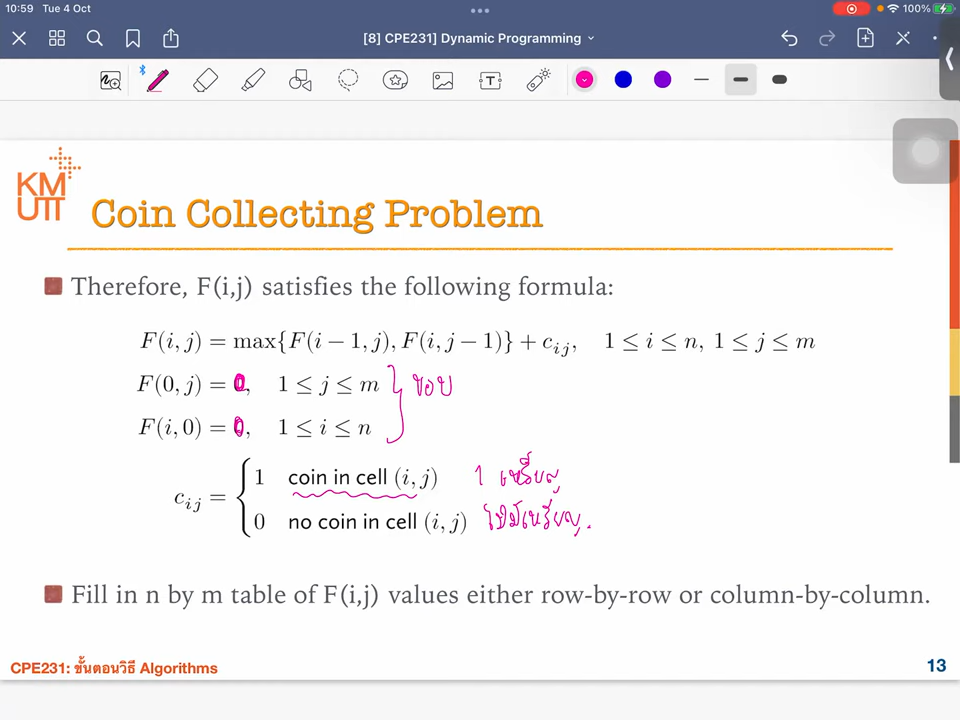 10:59 Tue 4 Oct
100%
[8] CPE231] Dynamic Programming
KM
UTT
Coin Collecting Problem
Therefore, F(i,j) satisfies the following formula:
F(i, j) = max{F(i − 1, j), F(i, j − 1)} + cij, 1 ≤ i ≤ n, 1 ≤ j ≤ m
F(0, j) = 0, 1 ≤ j ≤ m ขอบ
F(i, 0) = 0, 1 ≤ i ≤ n
1 coin in cell (i, j) 1 เหรียญ
cij =
0 no coin in cell (i, j) ไม่มีเหรียญ.
Fill in n by m table of F(i,j) values either row-by-row or column-by-column.
CPE231: ขั้นตอนวิธี Algorithms
13